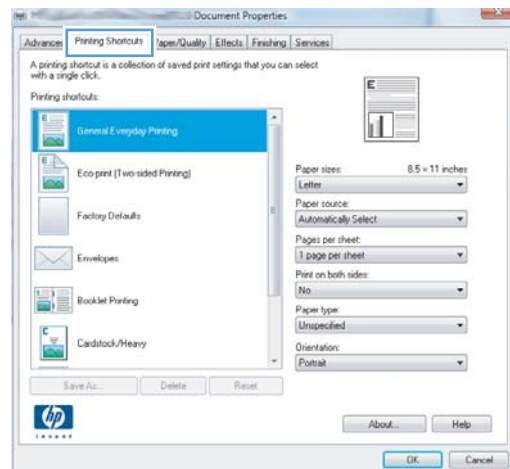 Document Properties
Advanced
Printing Shortcuts
Paper/Quality
Effects
Finishing
Services
A printing shortcut is a collection of saved print settings that you can select
with a single click.
Printing shortcuts:
E
General Everyday Printing
E
Eco-print (Two-sided Printing)
Factory Defaults
Envelopes
Booklet Printing
Cardstock/Heavy
E
Paper sizes: 8.5 × 11 inches
Letter
Paper source:
Automatically Select
Pages per sheet:
1 page per sheet
Print on both sides:
No
Paper type:
Unspecified
Orientation:
Portrait
Save As...
Delete
Reset
hp
invent
About...
Help
OK
Cancel